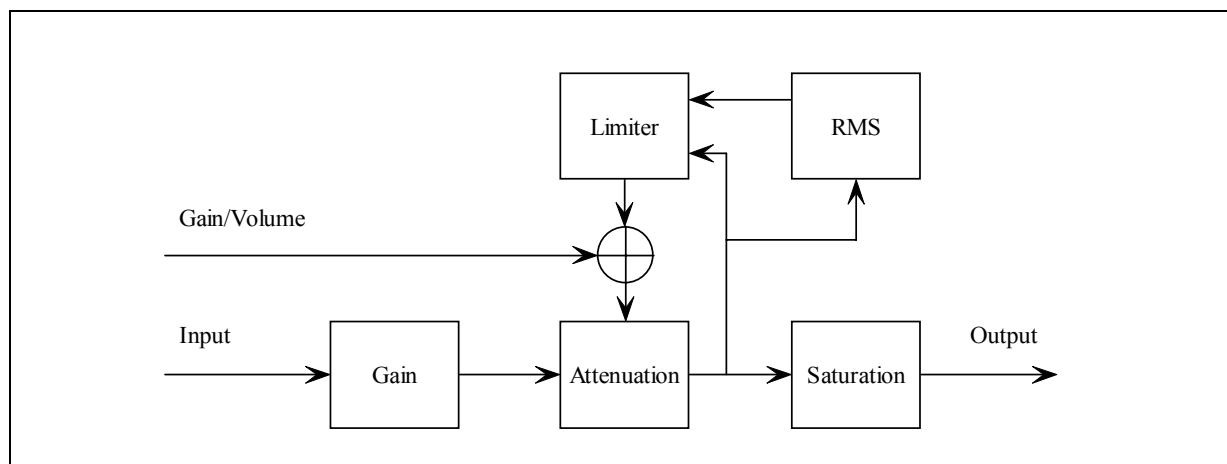 Limiter
RMS
Gain/Volume
Input
Output
Gain
Attenuation
Saturation